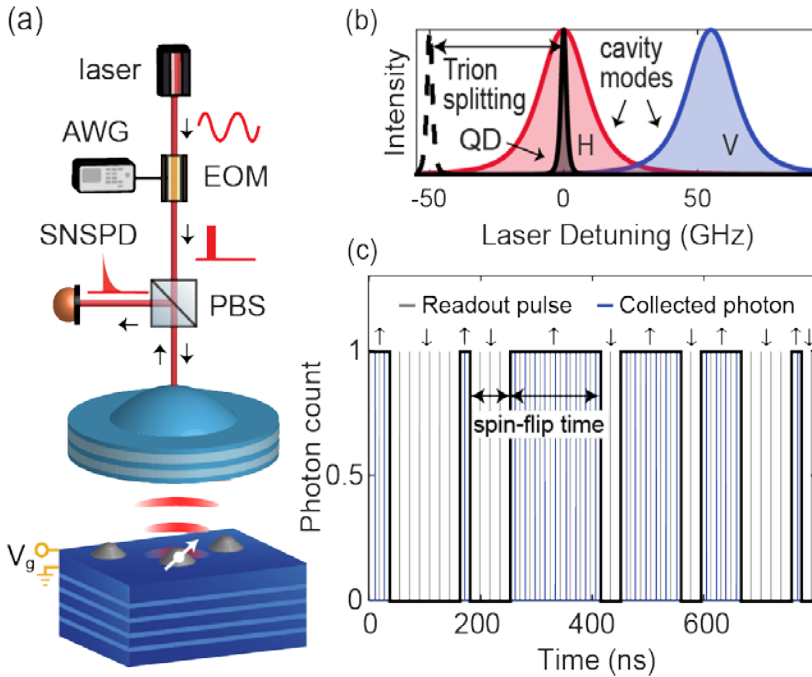 (a)
laser
AWG
EOM
SNSPD
PBS
V_g
(b)
Intensity
Trion
splitting
QD
cavity
modes
H
V
-50 0 50
Laser Detuning (GHz)
(c)
Readout pulse Collected photon
↑ ↓ ↑ ↓ ↑ ↓ ↑ ↓ ↑ ↓ ↑ ↓
spin-flip time
Photon count
1
0.5
0
0 200 400 600
Time (ns)